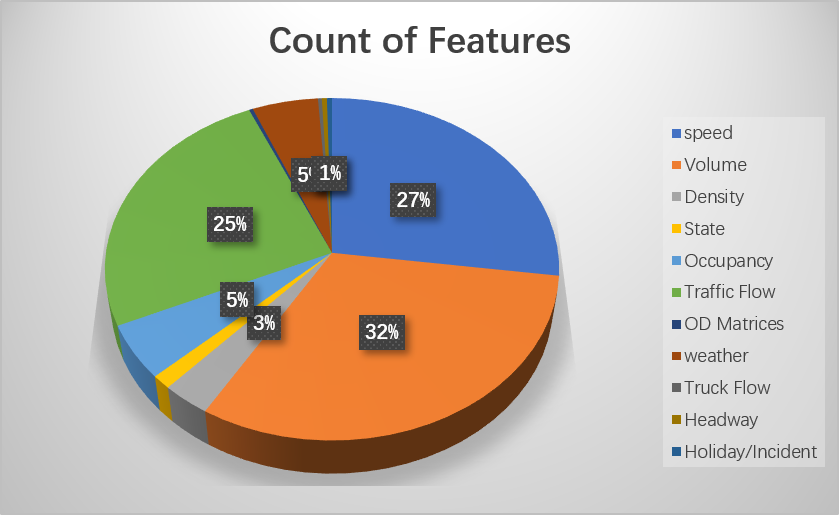 Count of Features
5%
1%
27%
25%
5%
3%
32%
speed
Volume
Density
State
Occupancy
Traffic Flow
OD Matrices
weather
Truck Flow
Headway
Holiday/Incident